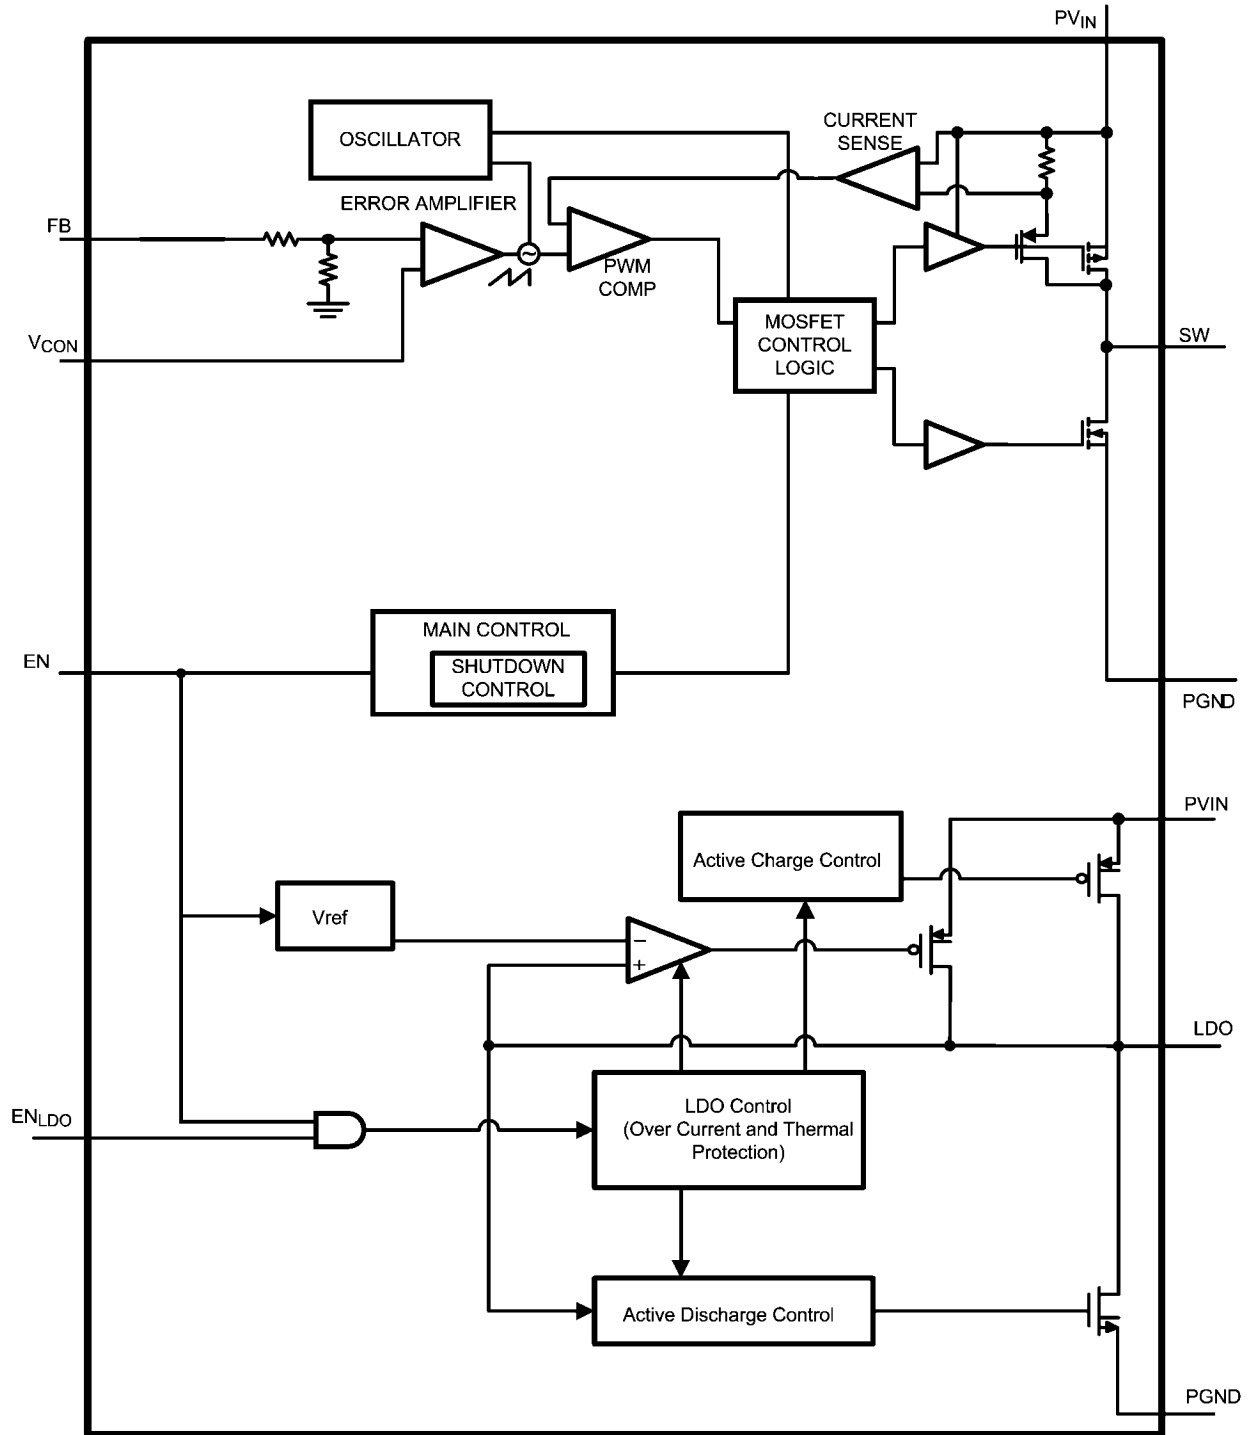 PVIN
OSCILLATOR
CURRENT
SENSE
ERROR AMPLIFIER
FB
~
PWM
COMP
VCON
MOSFET
CONTROL
LOGIC
SW
MAIN CONTROL
SHUTDOWN
CONTROL
EN
PGND
PVIN
Active Charge Control
Vref
−
+
LDO
ENLDO
LDO Control
(Over Current and Thermal
Protection)
Active Discharge Control
PGND